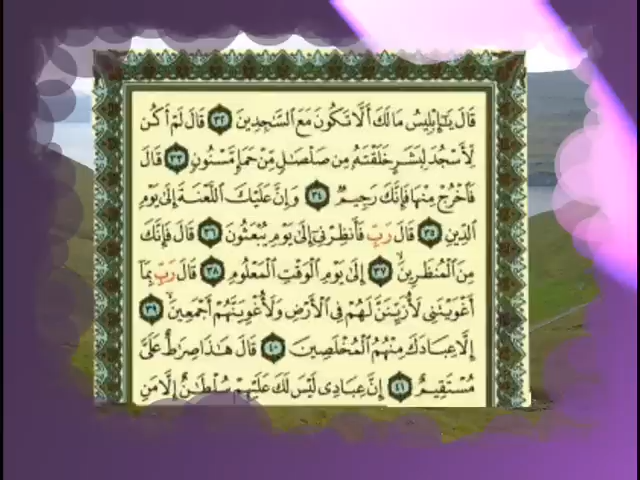 قَالَ يَٰٓإِبْلِيسُ مَا لَكَ أَلَّا تَكُونَ مَعَ ٱلسَّٰجِدِينَ ٣٢ قَالَ لَمْ أَكُن
لِّأَسْجُدَ لِبَشَرٍ خَلَقْتَهُۥ مِن صَلْصَٰلٍ مِّنْ حَمَإٍ مَّسْنُونٍ ٣٣ قَالَ
فَٱخْرُجْ مِنْهَا فَإِنَّكَ رَجِيمٌ ٣٤ وَإِنَّ عَلَيْكَ ٱللَّعْنَةَ إِلَىٰ يَوْمِ
ٱلدِّينِ ٣٥ قَالَ رَبِّ فَأَنظِرْنِىٓ إِلَىٰ يَوْمِ يُبْعَثُونَ ٣٦ قَالَ فَإِنَّكَ
مِنَ ٱلْمُنظَرِينَ ٣٧ إِلَىٰ يَوْمِ ٱلْوَقْتِ ٱلْمَعْلُومِ ٣٨ قَالَ رَبِّ بِمَآ
أَغْوَيْتَنِى لَأُزَيِّنَنَّ لَهُمْ فِى ٱلْأَرْضِ وَلَأُغْوِيَنَّهُمْ أَجْمَعِينَ ٣٩
إِلَّا عِبَادَكَ مِنْهُمُ ٱلْمُخْلَصِينَ ٤٠ قَالَ هَٰذَا صِرَٰطٌ عَلَىَّ
مُسْتَقِيمٌ ٤١ إِنَّ عِبَادِى لَيْسَ لَكَ عَلَيْهِمْ سُلْطَٰنٌ إِلَّا مَنِ